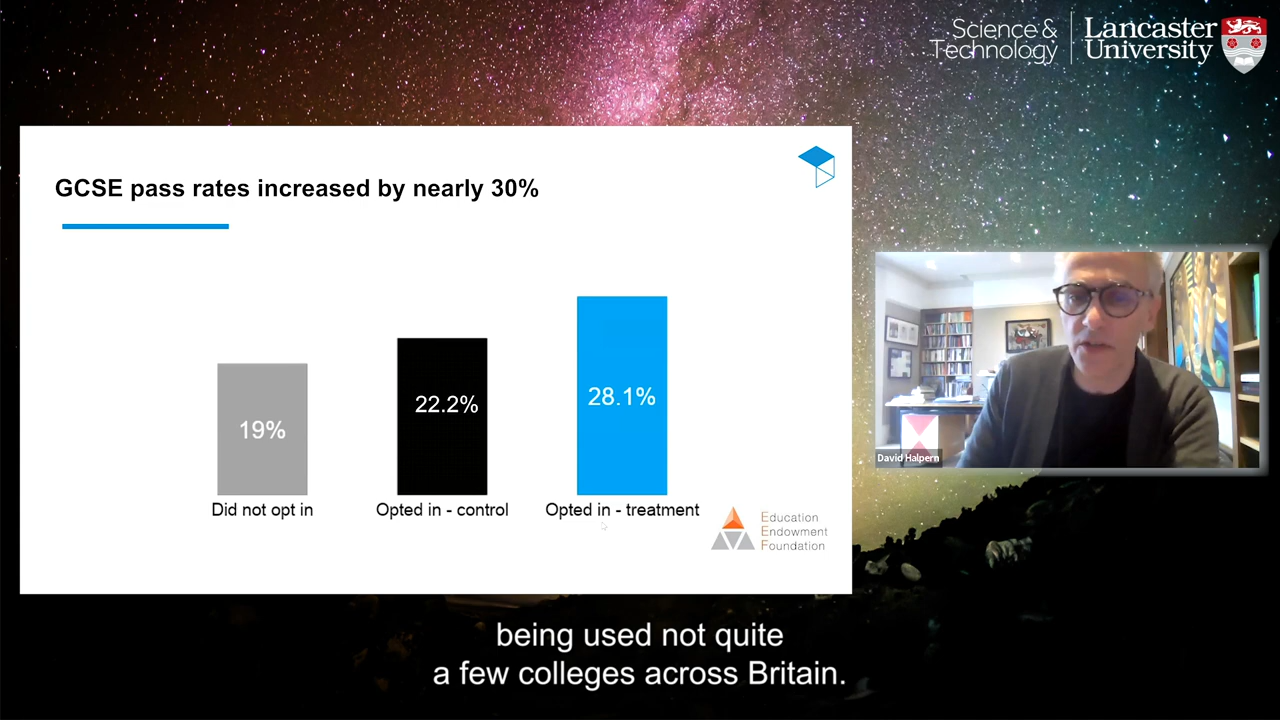 Science &
Technology
Lancaster
University
GCSE pass rates increased by nearly 30%
19%
22.2%
28.1%
Did not opt in
Opted in - control
Opted in - treatment
Education
Endowment
Foundation
David Halpern
being used not quite
a few colleges across Britain.